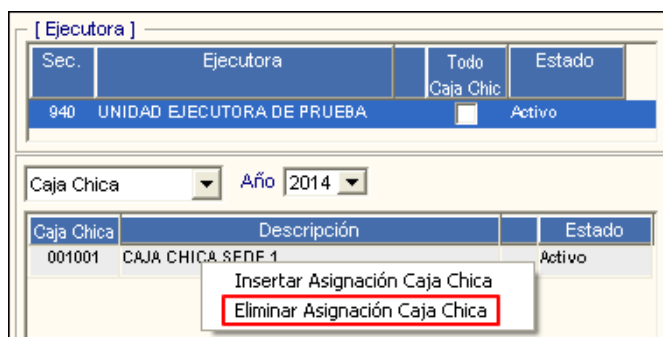 [ Ejecutora ]
Sec. Ejecutora Todo Caja Chic Estado
940 UNIDAD EJECUTORA DE PRUEBA Activo
Caja Chica Año 2014
Caja Chica Descripción Estado
001001 CAJA CHICA SEDE 1 Activo
Insertar Asignación Caja Chica
Eliminar Asignación Caja Chica